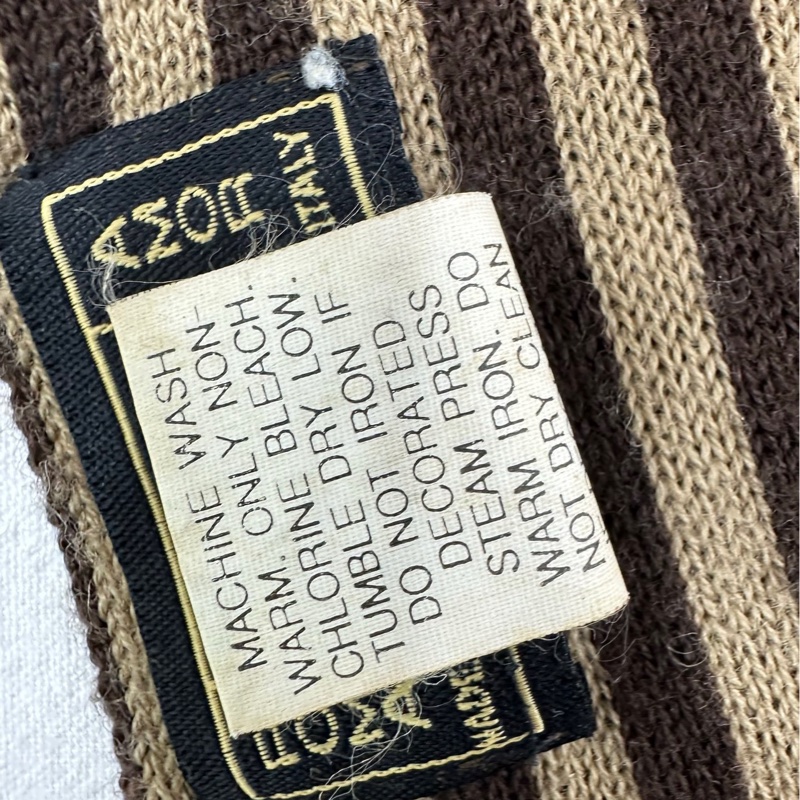 MACHINE WASH
WARM. ONLY NON-
CHLORINE BLEACH.
TUMBLE DRY LOW.
DO NOT IRON IF
DECORATED
STEAM PRESS
WARM IRON. DO
NOT DRY CLEAN
A
M
O
R
ITALY
MADE